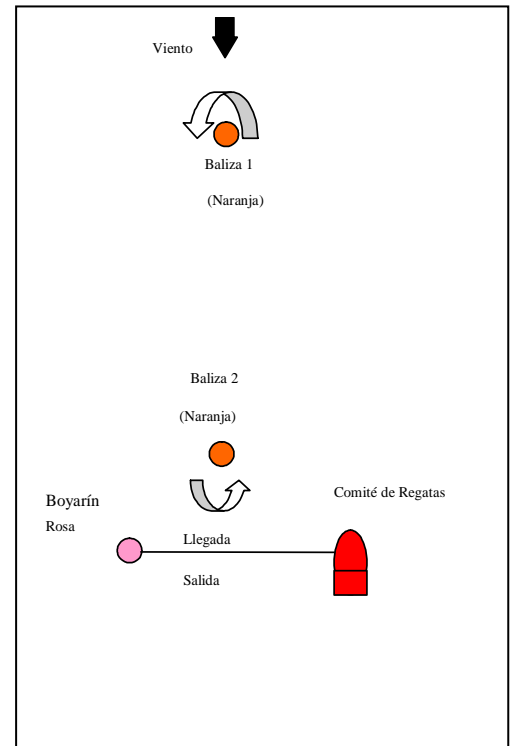 Viento
Baliza 1
(Naranja)
Baliza 2
(Naranja)
Comité de Regatas
Boyarín
Rosa
Llegada
Salida